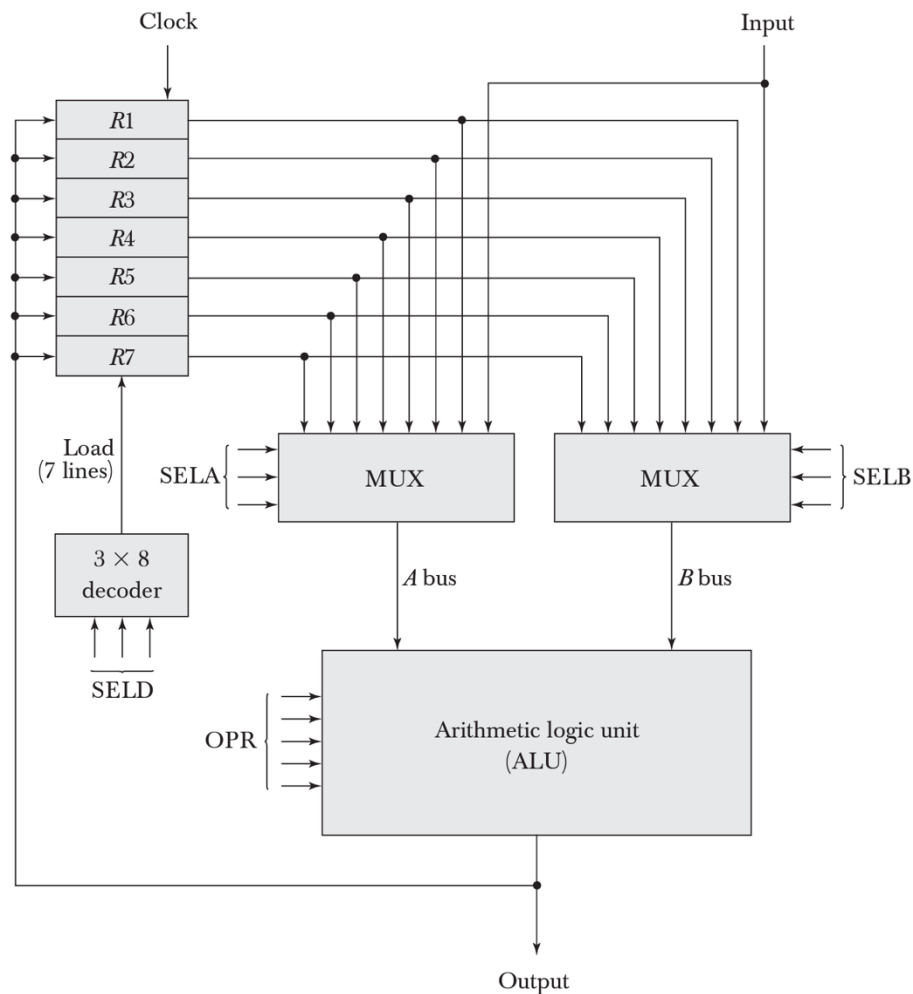 Clock
Input
R1
R2
R3
R4
R5
R6
R7
Load
(7 lines)
SELA
MUX
MUX
SELB
3 × 8
decoder
A bus
B bus
SELD
OPR
Arithmetic logic unit
(ALU)
Output